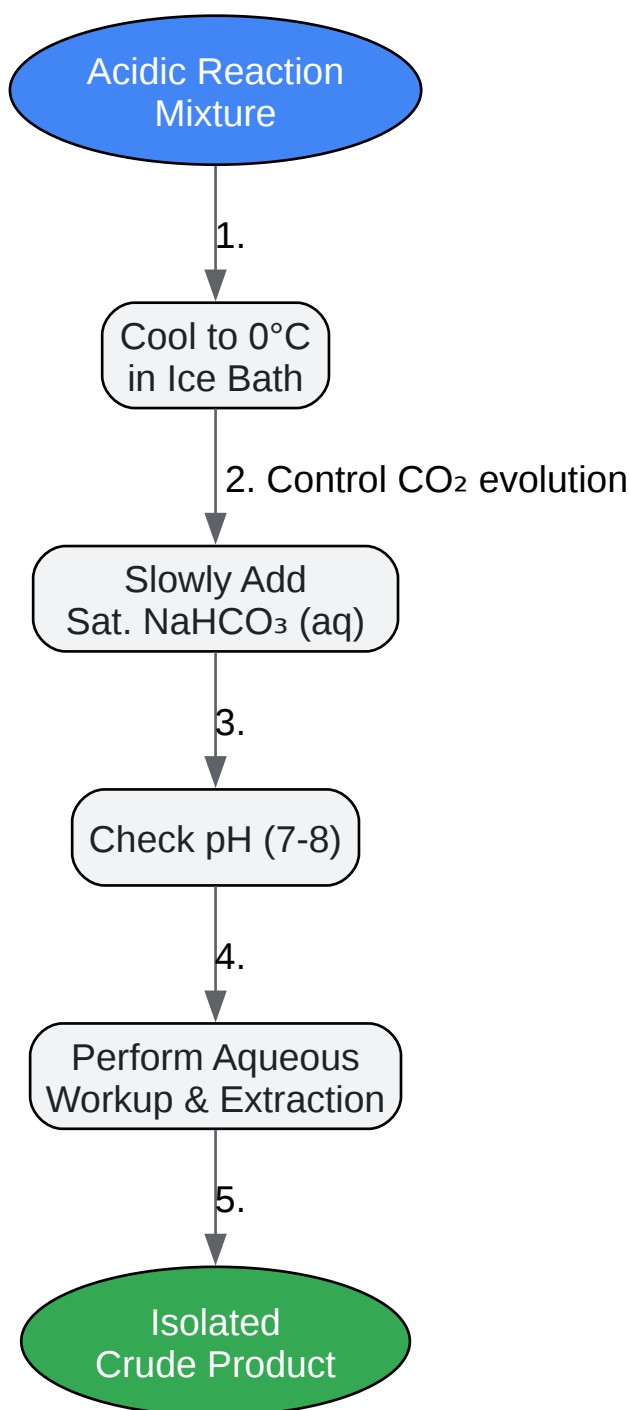 Acidic Reaction
Mixture
1.
Cool to 0°C
in Ice Bath
2. Control CO₂ evolution
Slowly Add
Sat. NaHCO₃ (aq)
3.
Check pH (7-8)
4.
Perform Aqueous
Workup & Extraction
5.
Isolated
Crude Product